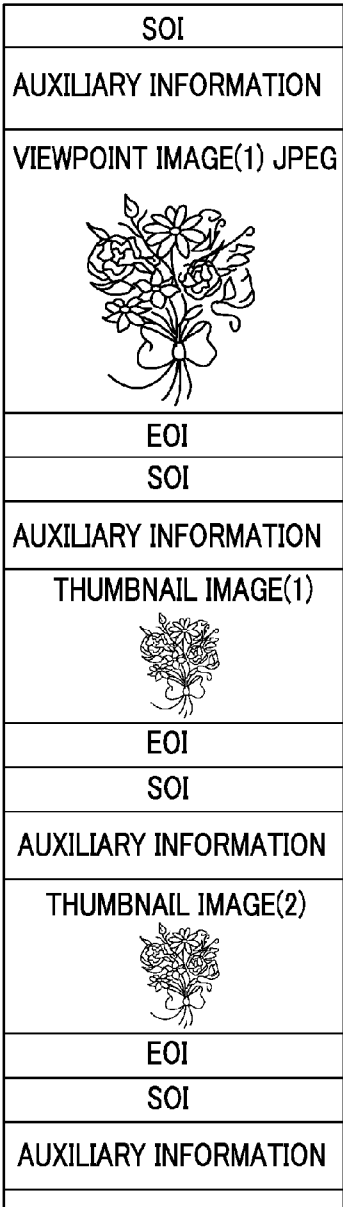 SOI
AUXILIARY INFORMATION
VIEWPOINT IMAGE(1) JPEG
EOI
SOI
AUXILIARY INFORMATION
THUMBNAIL IMAGE(1)
EOI
SOI
AUXILIARY INFORMATION
THUMBNAIL IMAGE(2)
EOI
SOI
AUXILIARY INFORMATION